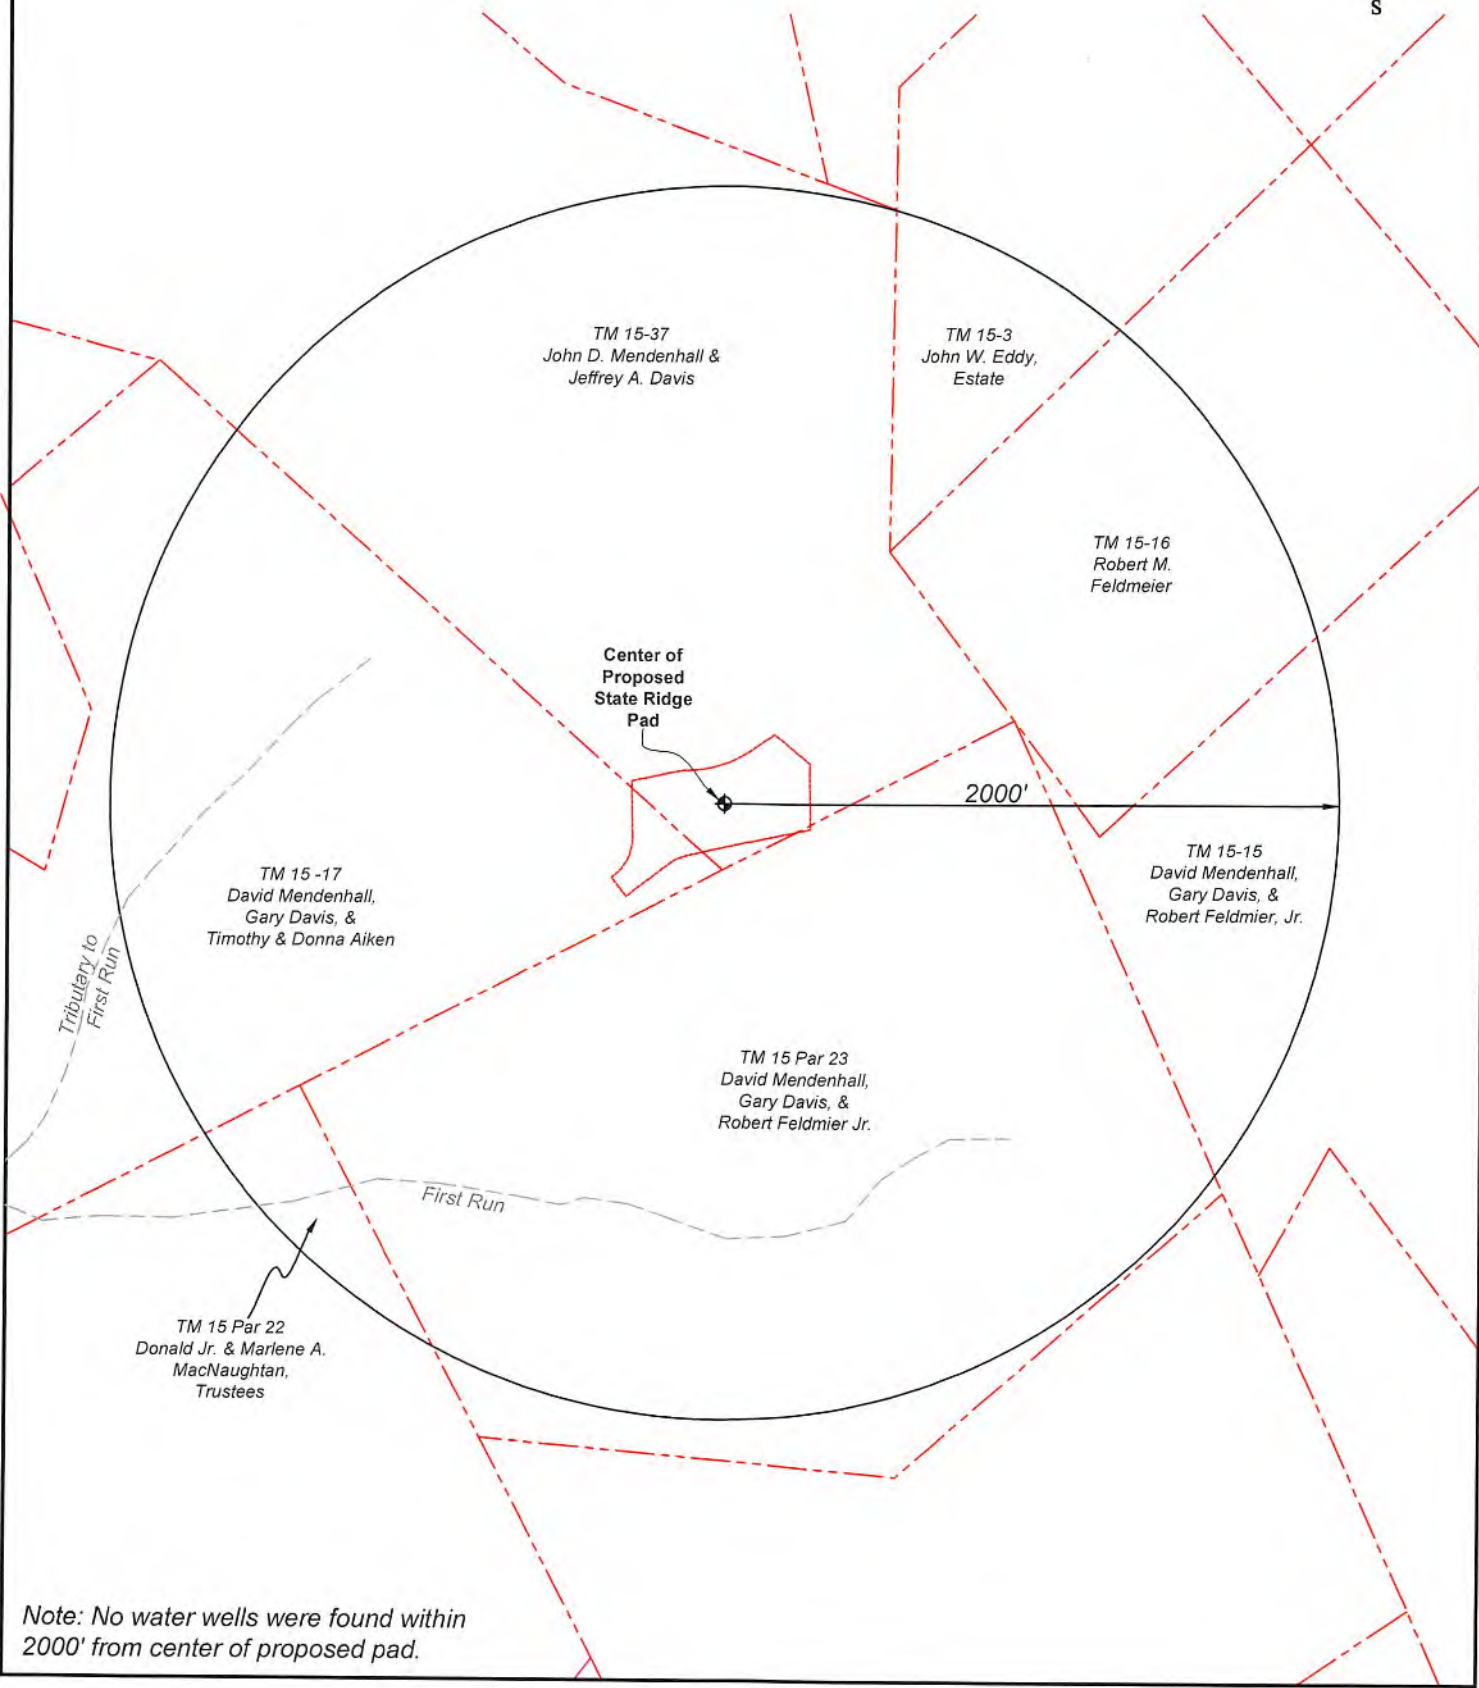 S
TM 15-37
John D. Mendenhall &
Jeffrey A. Davis
TM 15-3
John W. Eddy,
Estate
TM 15-16
Robert M.
Feldmeier
Center of
Proposed
State Ridge
Pad
2000'
TM 15 -17
David Mendenhall,
Gary Davis, &
Timothy & Donna Aiken
TM 15-15
David Mendenhall,
Gary Davis, &
Robert Feldmier, Jr.
Tributary to
First Run
TM 15 Par 23
David Mendenhall,
Gary Davis, &
Robert Feldmier Jr.
First Run
TM 15 Par 22
Donald Jr. & Marlene A.
MacNaughtan,
Trustees
Note: No water wells were found within
2000' from center of proposed pad.